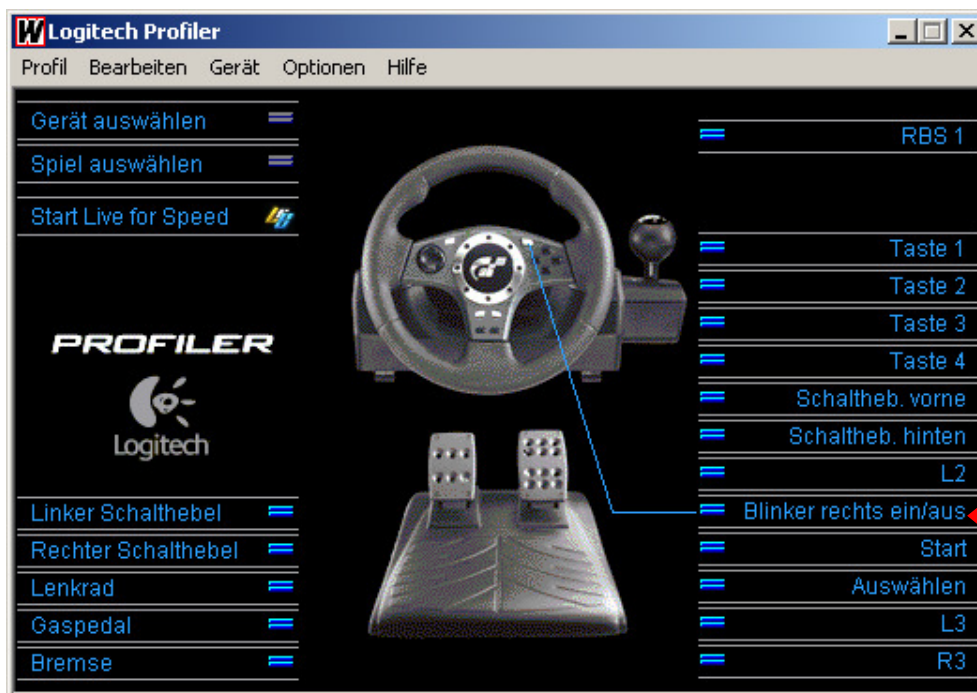 Logitech Profiler
Profil Bearbeiten Gerät Optionen Hilfe
Gerät auswählen
Spiel auswählen
Start Live for Speed
PROFILER
Logitech
Linker Schalthebel
Rechter Schalthebel
Lenkrad
Gaspedal
Bremse
RBS 1
Taste 1
Taste 2
Taste 3
Taste 4
Schaltheb. vorne
Schaltheb. hinten
L2
Blinker rechts ein/aus
Start
Auswählen
L3
R3